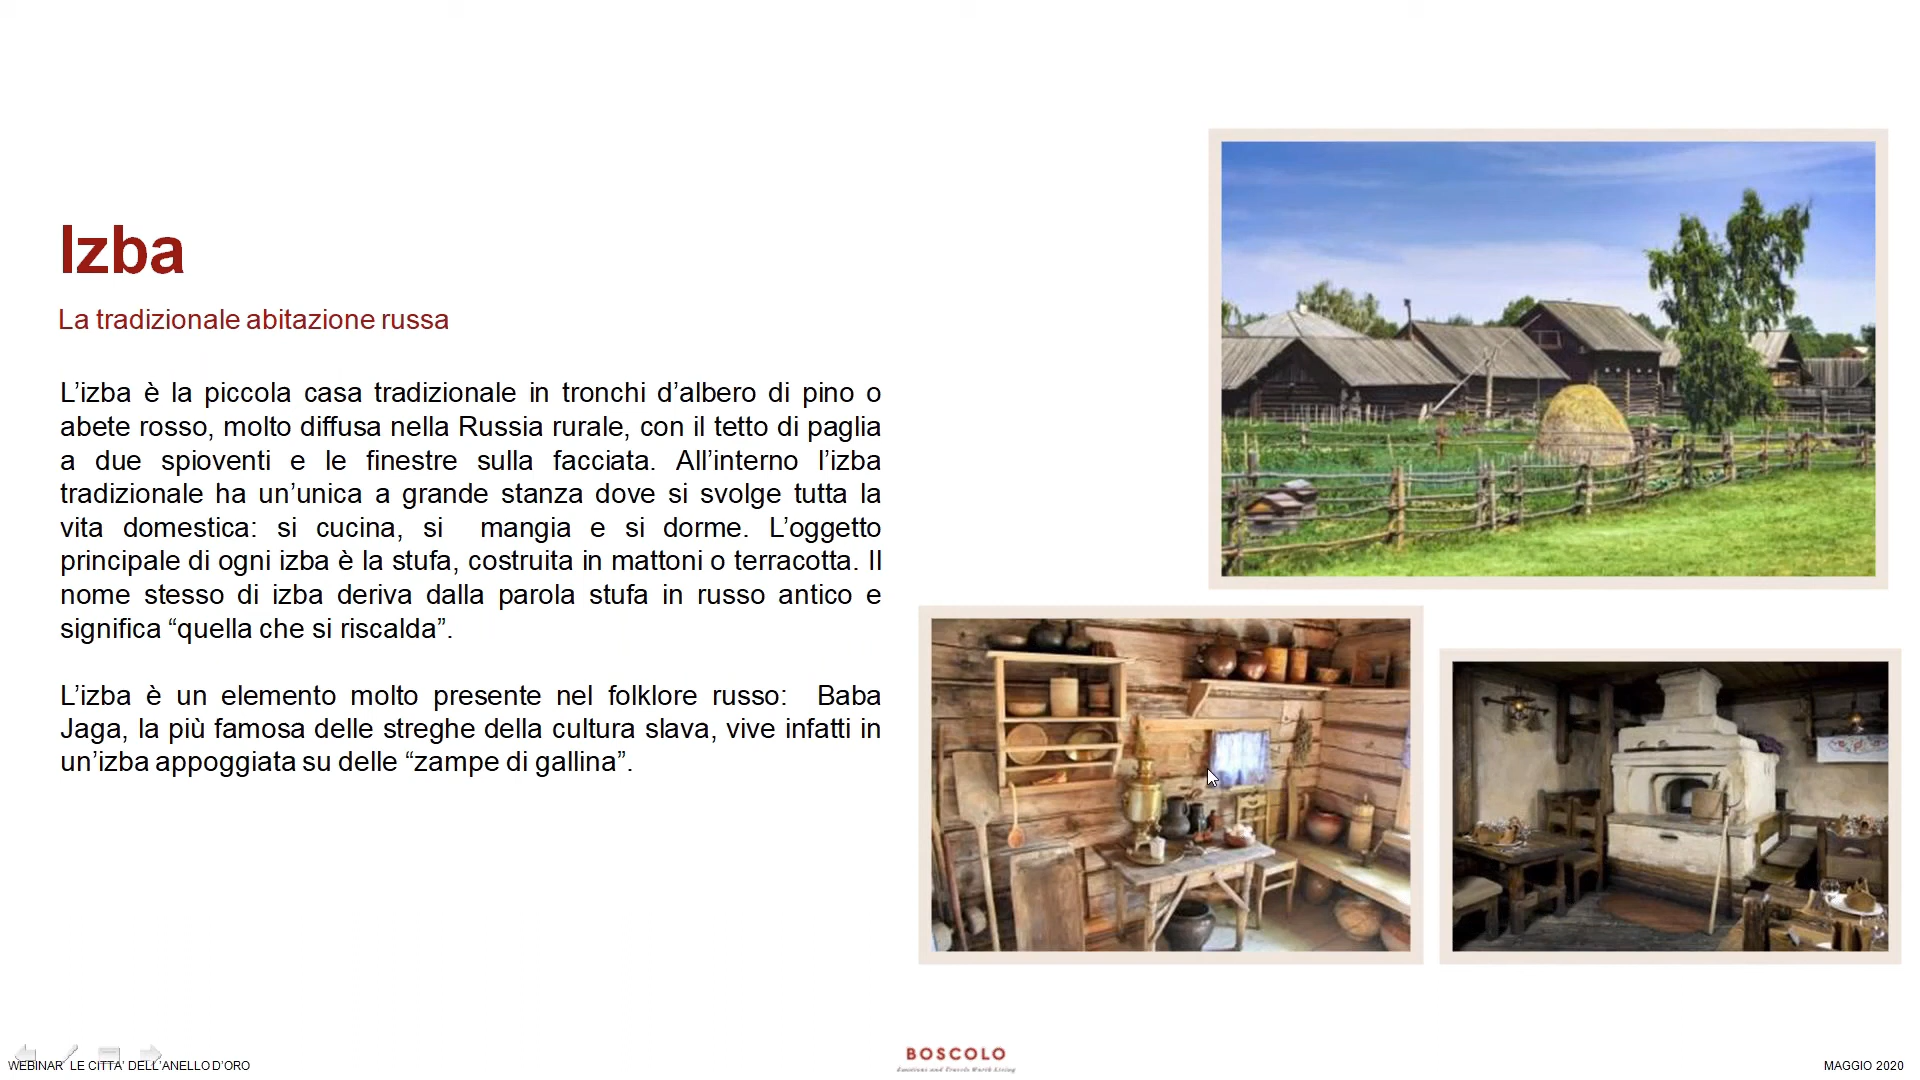 Izba
La tradizionale abitazione russa
L’izba è la piccola casa tradizionale in tronchi d’albero di pino o
abete rosso, molto diffusa nella Russia rurale, con il tetto di paglia
a due spioventi e le finestre sulla facciata. All’interno l’izba
tradizionale ha un’unica a grande stanza dove si svolge tutta la
vita domestica: si cucina, si mangia e si dorme. L’oggetto
principale di ogni izba è la stufa, costruita in mattoni o terracotta. Il
nome stesso di izba deriva dalla parola stufa in russo antico e
significa “quella che si riscalda”.
L’izba è un elemento molto presente nel folklore russo: Baba
Jaga, la più famosa delle streghe della cultura slava, vive infatti in
un’izba appoggiata su delle “zampe di gallina”.
WEBINAR LE CITTA’ DELL’ANELLO D’ORO
BOSCOLO
Emotions and Travels Worth Living
MAGGIO 2020